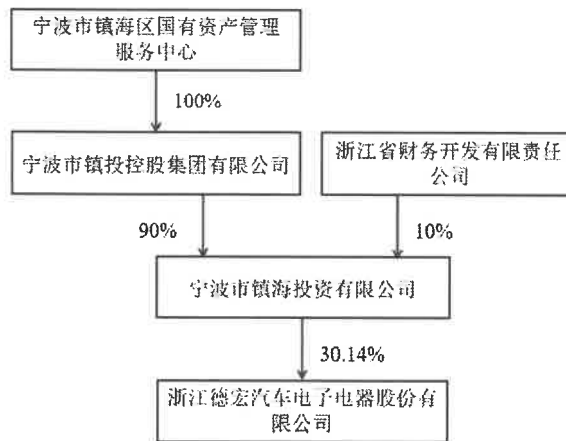 宁波市镇海区国有资产管理
服务中心
100%
宁波市镇投控股集团有限公司
浙江省财务开发有限责任
公司
90%
10%
宁波市镇海投资有限公司
30.14%
浙江德宏汽车电子电器股份有
限公司